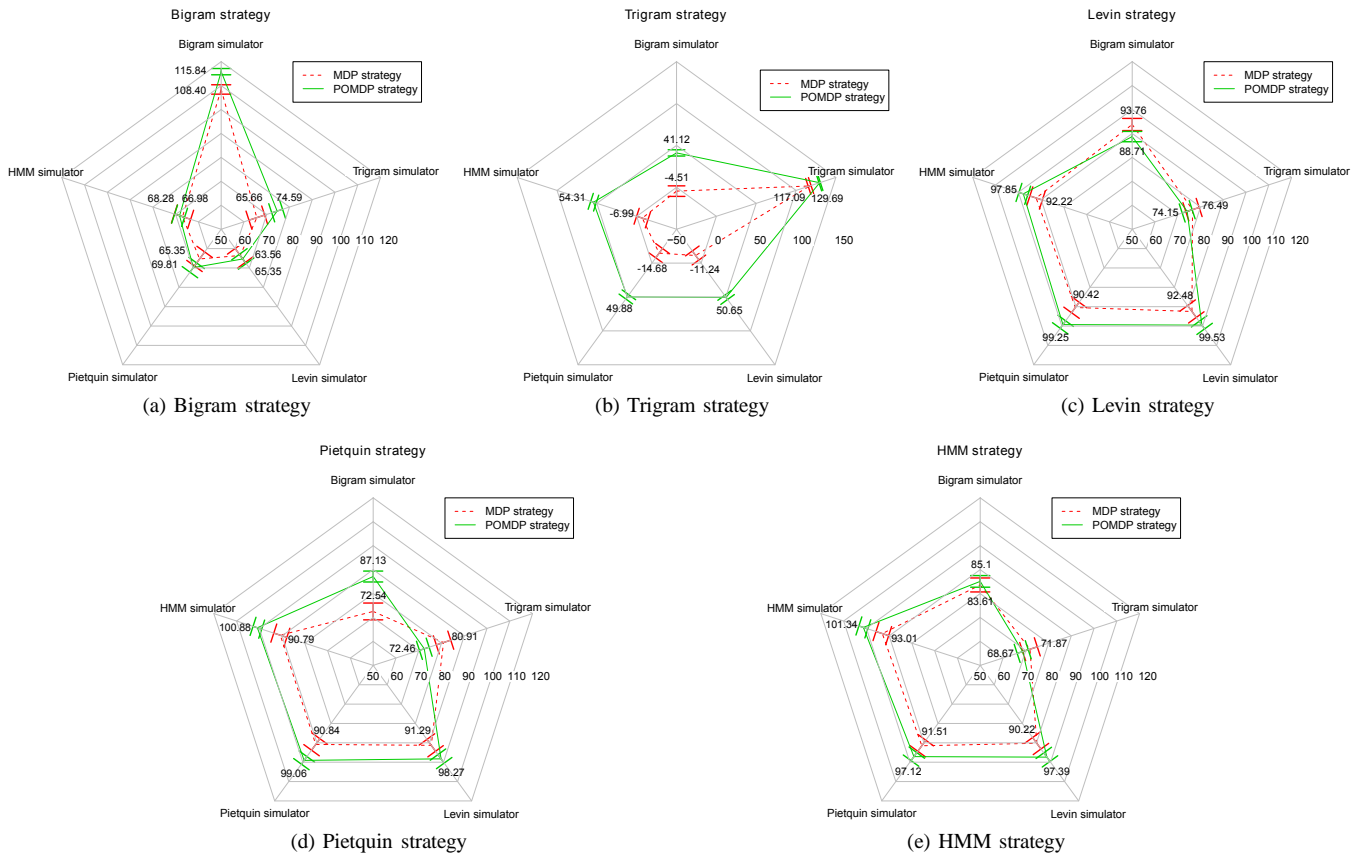 Bigram strategy
Bigram simulator
115.84
108.40
MDP strategy
POMDP strategy
HMM simulator
Trigram simulator
68.28
66.98
65.66
74.59
50 60 70 80 90 100 110 120
65.35
69.81
63.56
65.35
Pietquin simulator
Levin simulator
(a) Bigram strategy
Trigram strategy
Bigram simulator
MDP strategy
POMDP strategy
41.12
HMM simulator
Trigram simulator
-4.51
117.09
129.69
54.31
-6.99
−50 0 50 100 150
-14.68
-11.24
49.88
50.65
Pietquin simulator
Levin simulator
(b) Trigram strategy
Levin strategy
Bigram simulator
MDP strategy
POMDP strategy
93.76
88.71
HMM simulator
Trigram simulator
97.85
92.22
74.15
76.49
50 60 70 80 90 100 110 120
90.42
92.48
99.25
99.53
Pietquin simulator
Levin simulator
(c) Levin strategy
Pietquin strategy
Bigram simulator
MDP strategy
POMDP strategy
87.13
72.54
HMM simulator
Trigram simulator
100.88
90.79
72.46
80.91
50 60 70 80 90 100 110 120
90.84
91.29
99.06
98.27
Pietquin simulator
Levin simulator
(d) Pietquin strategy
HMM strategy
Bigram simulator
MDP strategy
POMDP strategy
85.1
83.61
HMM simulator
Trigram simulator
101.34
93.01
68.67
71.87
50 60 70 80 90 100 110 120
91.51
90.22
97.12
97.39
Pietquin simulator
Levin simulator
(e) HMM strategy